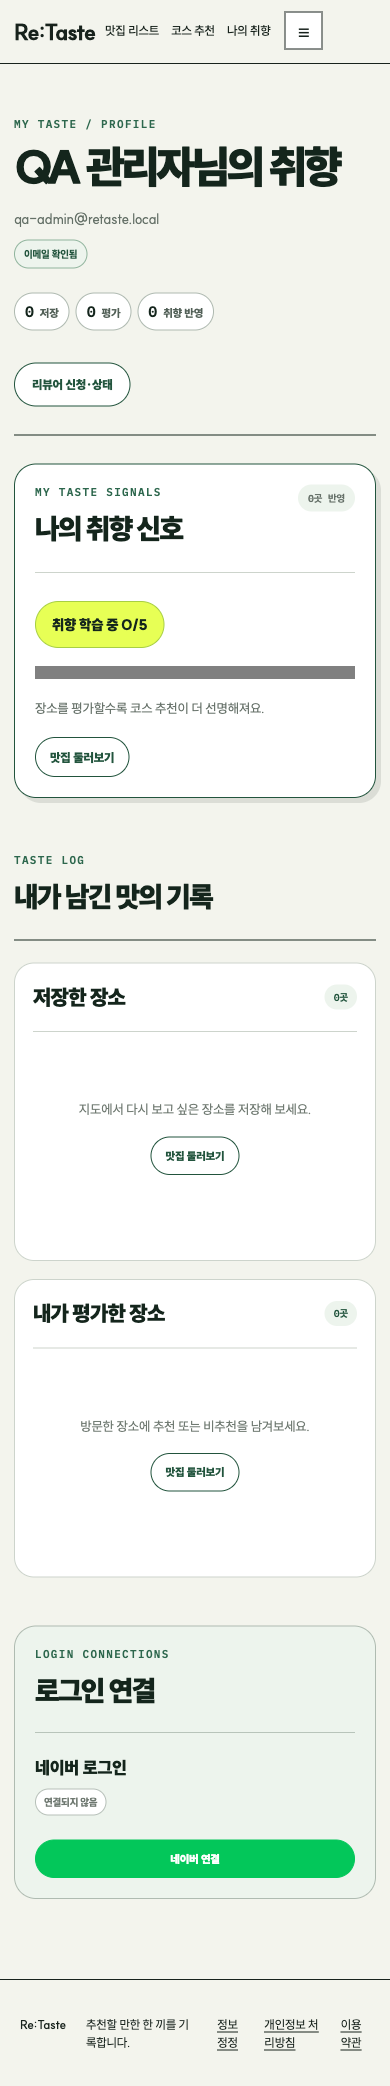 Re:Taste 맛집 리스트 코스 추천 나의 취향 ≡
MY TASTE / PROFILE
QA 관리자님의 취향
qa-admin@retaste.local
이메일 확인됨
0 저장 0 평가 0 취향 반영
리뷰어 신청·상태
MY TASTE SIGNALS
0곳 반영
나의 취향 신호
취향 학습 중 0/5
장소를 평가할수록 코스 추천이 더 선명해져요.
맛집 둘러보기
TASTE LOG
내가 남긴 맛의 기록
저장한 장소 0곳
지도에서 다시 보고 싶은 장소를 저장해 보세요.
맛집 둘러보기
내가 평가한 장소 0곳
방문한 장소에 추천 또는 비추천을 남겨보세요.
맛집 둘러보기
LOGIN CONNECTIONS
로그인 연결
네이버 로그인
연결되지 않음
네이버 연결
Re:Taste 추천할 만한 한 끼를 기 정보 개인정보 처 이용
록합니다. 정정 리방침 약관